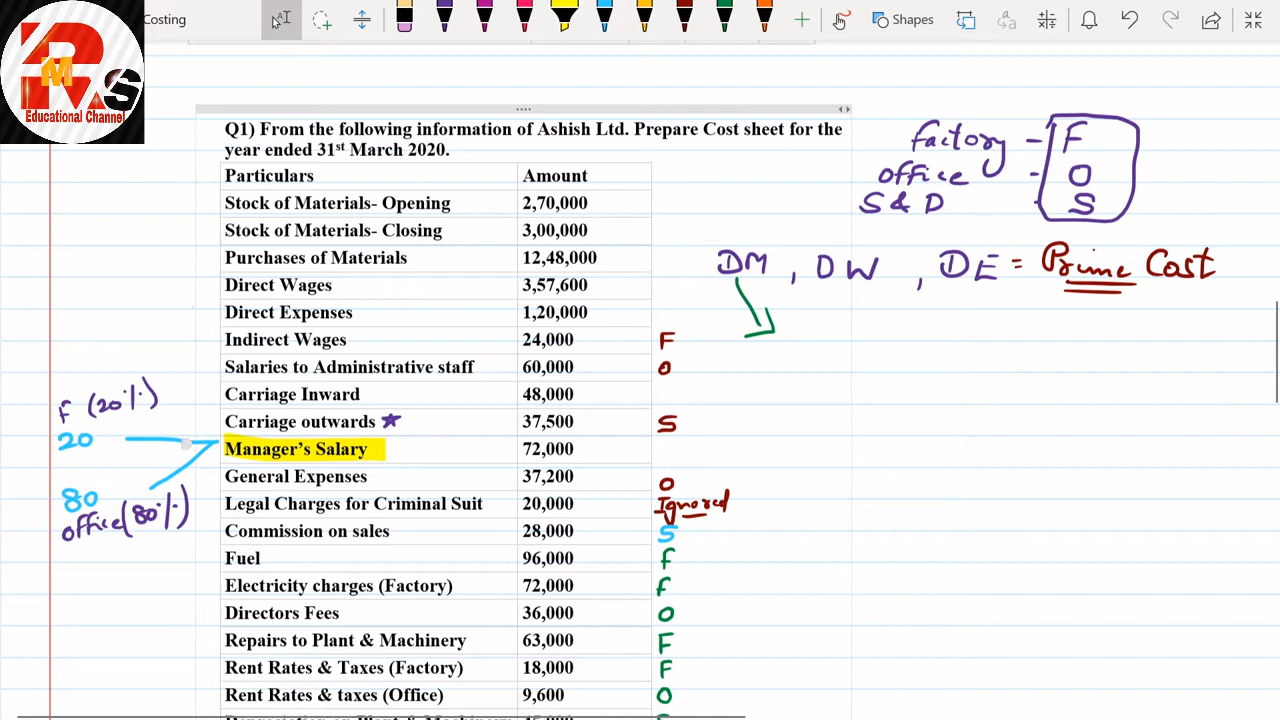 Costing
Shapes
RMS
Educational Channel
Q1) From the following information of Ashish Ltd. Prepare Cost sheet for the
year ended 31st March 2020.
Particulars Amount
Stock of Materials- Opening 2,70,000
Stock of Materials- Closing 3,00,000
Purchases of Materials 12,48,000
Direct Wages 3,57,600
Direct Expenses 1,20,000
Indirect Wages 24,000 F
Salaries to Administrative staff 60,000 O
Carriage Inward 48,000
Carriage outwards ★ 37,500 S
Manager's Salary 72,000
General Expenses 37,200 O
Legal Charges for Criminal Suit 20,000 Ignored
Commission on sales 28,000 S
Fuel 96,000 f
Electricity charges (Factory) 72,000 f
Directors Fees 36,000 O
Repairs to Plant & Machinery 63,000 F
Rent Rates & Taxes (Factory) 18,000 F
Rent Rates & taxes (Office) 9,600 O
factory - F
office - O
S & D - S
DM, DW, DE = Prime Cost
F (20%)
20
80
office (80%)